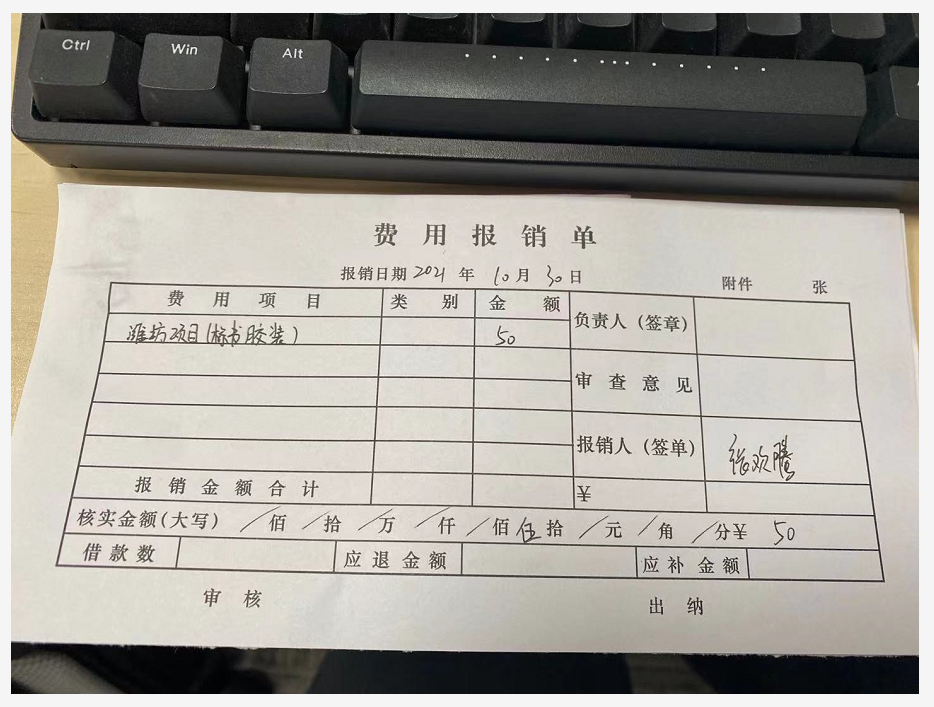 Ctrl Win Alt
费用报销单
报销日期 2021 年 10 月 30 日 附件 张
费用项目 类别 金额 负责人（签章）
潍坊项目（标书胶装） 50
审查意见
报销人（签单） 张欢腾
报销金额合计 ¥
核实金额(大写) /佰 /拾 /万 /仟 /佰 伍拾 /元 /角 /分¥ 50
借款数 应退金额 应补金额
审核 出纳